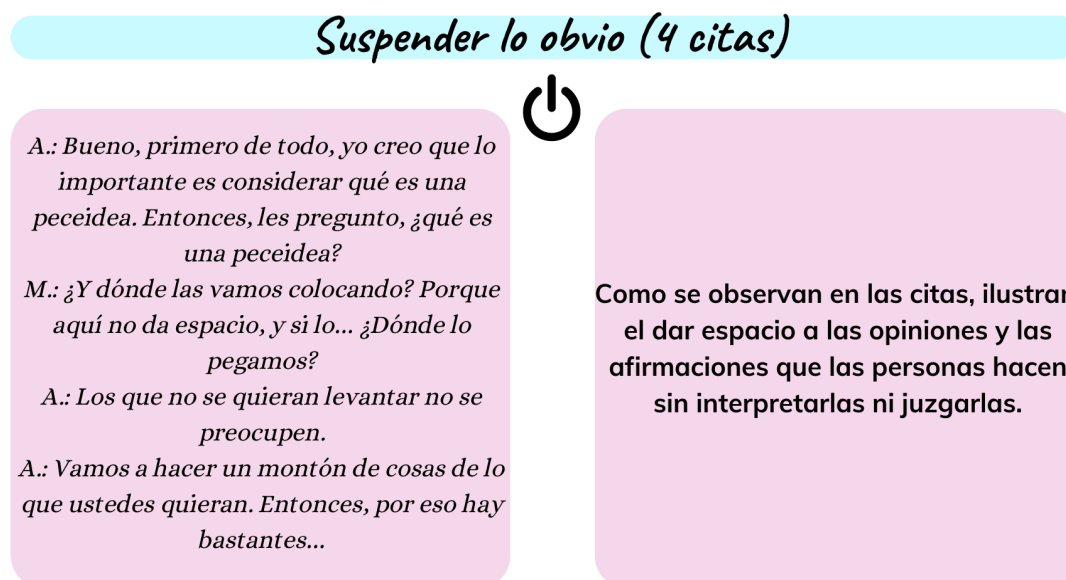 Suspender lo obvio (4 citas)
A.: Bueno, primero de todo, yo creo que lo
importante es considerar qué es una
peceidea. Entonces, les pregunto, ¿qué es
una peceidea?
M.: ¿Y dónde las vamos colocando? Porque
aquí no da espacio, y si lo... ¿Dónde lo
pegamos?
A.: Los que no se quieran levantar no se
preocupen.
A.: Vamos a hacer un montón de cosas de lo
que ustedes quieran. Entonces, por eso hay
bastantes...
Como se observan en las citas, ilustran
el dar espacio a las opiniones y las
afirmaciones que las personas hacen
sin interpretarlas ni juzgarlas.